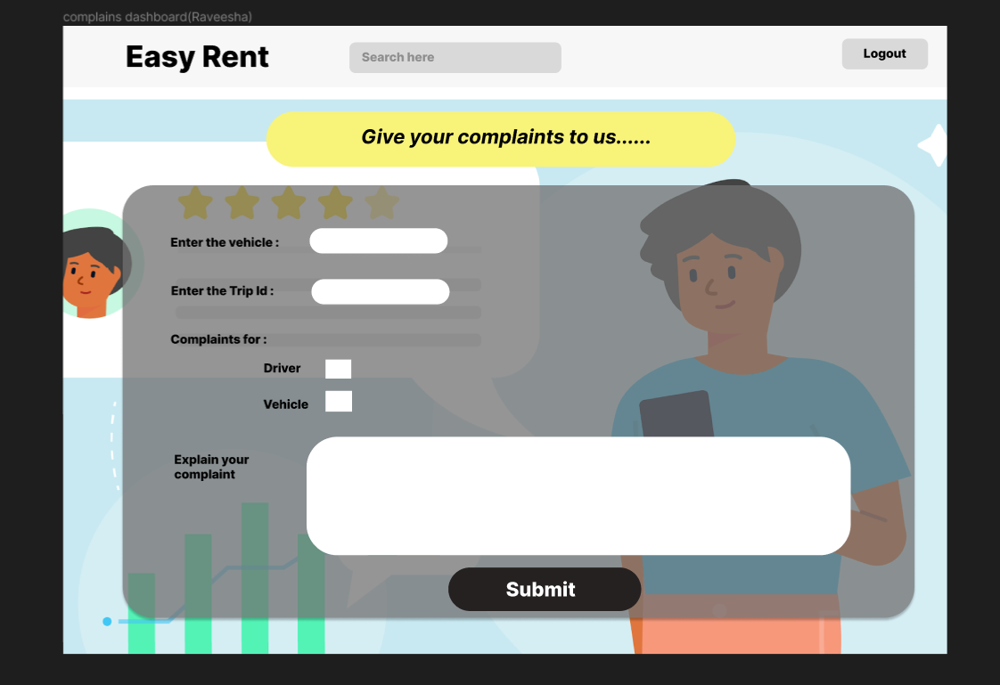 complains dashboard(Raveesha)
Easy Rent
Search here
Logout
Give your complaints to us......
Enter the vehicle :
Enter the Trip Id :
Complaints for :
Driver
Vehicle
Explain your
complaint
Submit